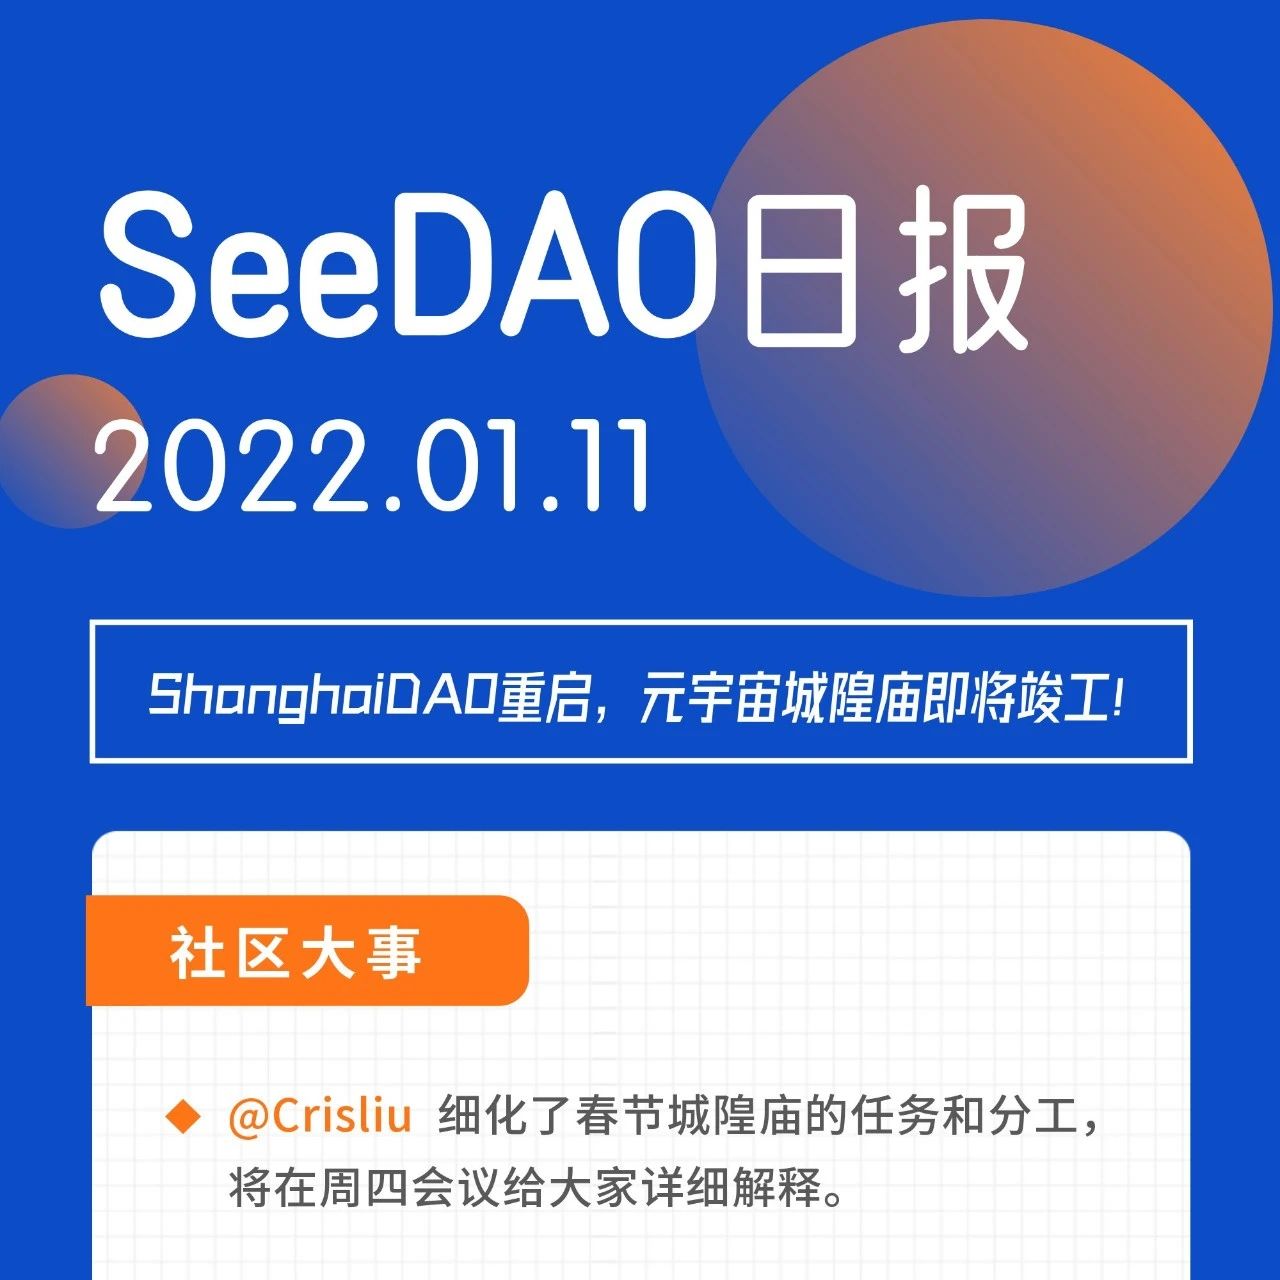 SeeDAO日报
2022.01.11
ShanghaiDAO重启，元宇宙城隍庙即将竣工！
社区大事
@Crisliu 细化了春节城隍庙的任务和分工，
将在周四会议给大家详细解释。